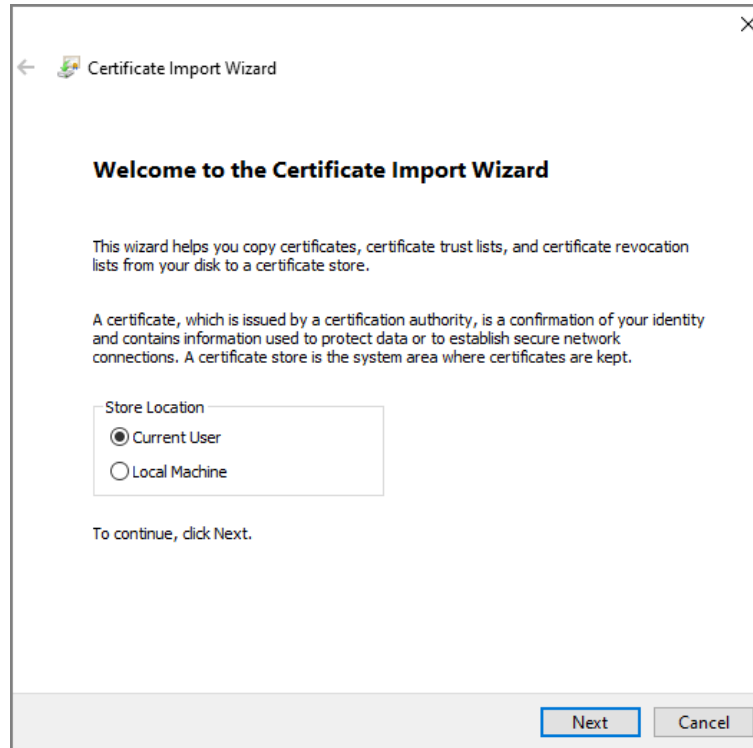 Certificate Import Wizard
Welcome to the Certificate Import Wizard
This wizard helps you copy certificates, certificate trust lists, and certificate revocation
lists from your disk to a certificate store.
A certificate, which is issued by a certification authority, is a confirmation of your identity
and contains information used to protect data or to establish secure network
connections. A certificate store is the system area where certificates are kept.
Store Location
Current User
Local Machine
To continue, click Next.
Next
Cancel